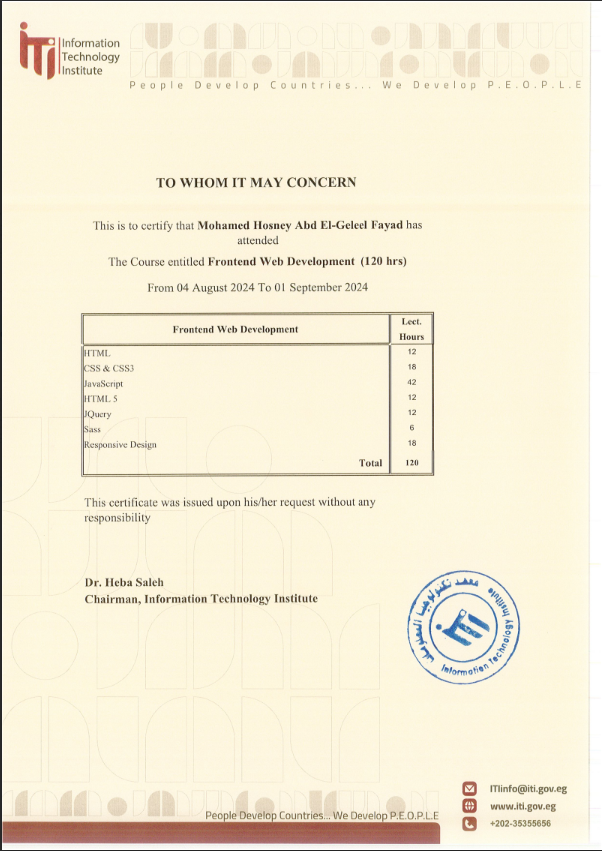 iTi
Information
Technology
Institute
People Develop Countries... We Develop P.E.O.P.L.E
TO WHOM IT MAY CONCERN
This is to certify that Mohamed Hosney Abd El-Geleel Fayad has
attended
The Course entitled Frontend Web Development (120 hrs)
From 04 August 2024 To 01 September 2024
Frontend Web Development Lect.
Hours
HTML 12
CSS & CSS3 18
JavaScript 42
HTML 5 12
JQuery 12
Sass 6
Responsive Design 18
Total 120
This certificate was issued upon his/her request without any
responsibility
Dr. Heba Saleh
Chairman, Information Technology Institute
معهد تكنولوجيا المعلومات
Information Technology Institute
iTi
ITIinfo@iti.gov.eg
www.iti.gov.eg
People Develop Countries... We Develop P.E.O.P.L.E
+202-35355656